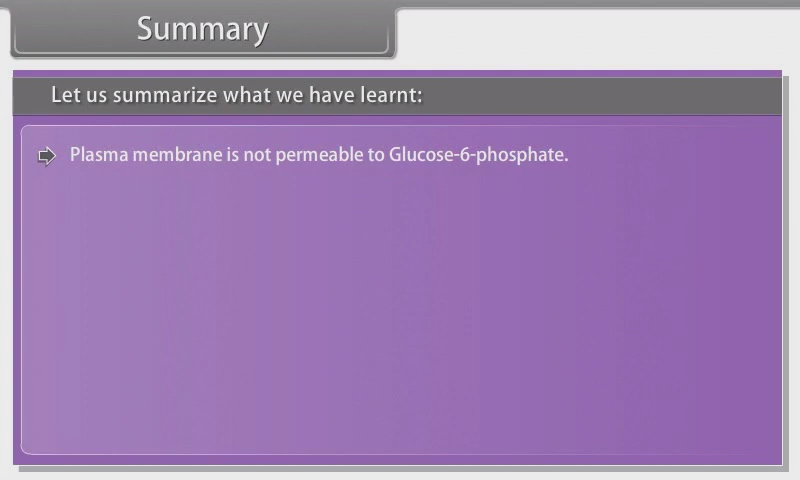 Summary
Let us summarize what we have learnt:
Plasma membrane is not permeable to Glucose-6-phosphate.